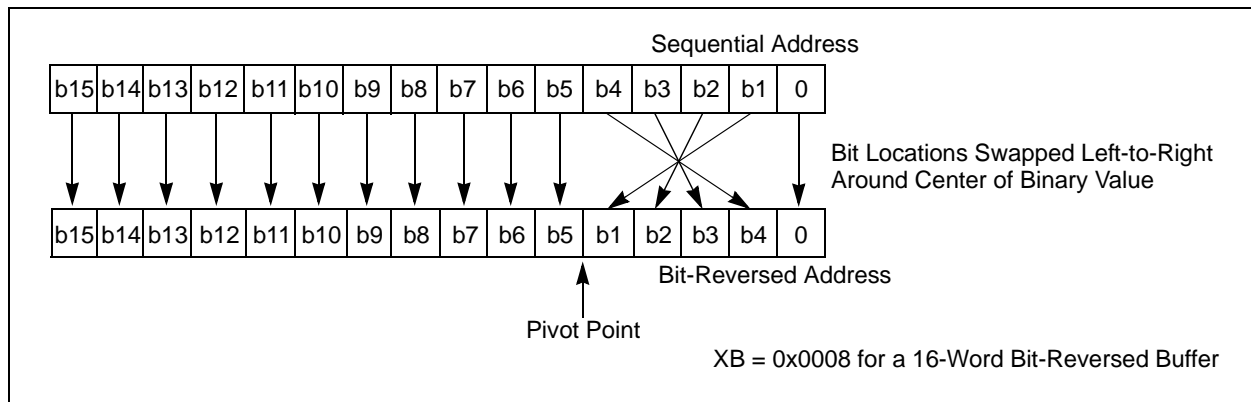 Sequential Address
b15 b14 b13 b12 b11 b10 b9 b8 b7 b6 b5 b4 b3 b2 b1 0
Bit Locations Swapped Left-to-Right
Around Center of Binary Value
b15 b14 b13 b12 b11 b10 b9 b8 b7 b6 b5 b1 b2 b3 b4 0
Bit-Reversed Address
Pivot Point
XB = 0x0008 for a 16-Word Bit-Reversed Buffer